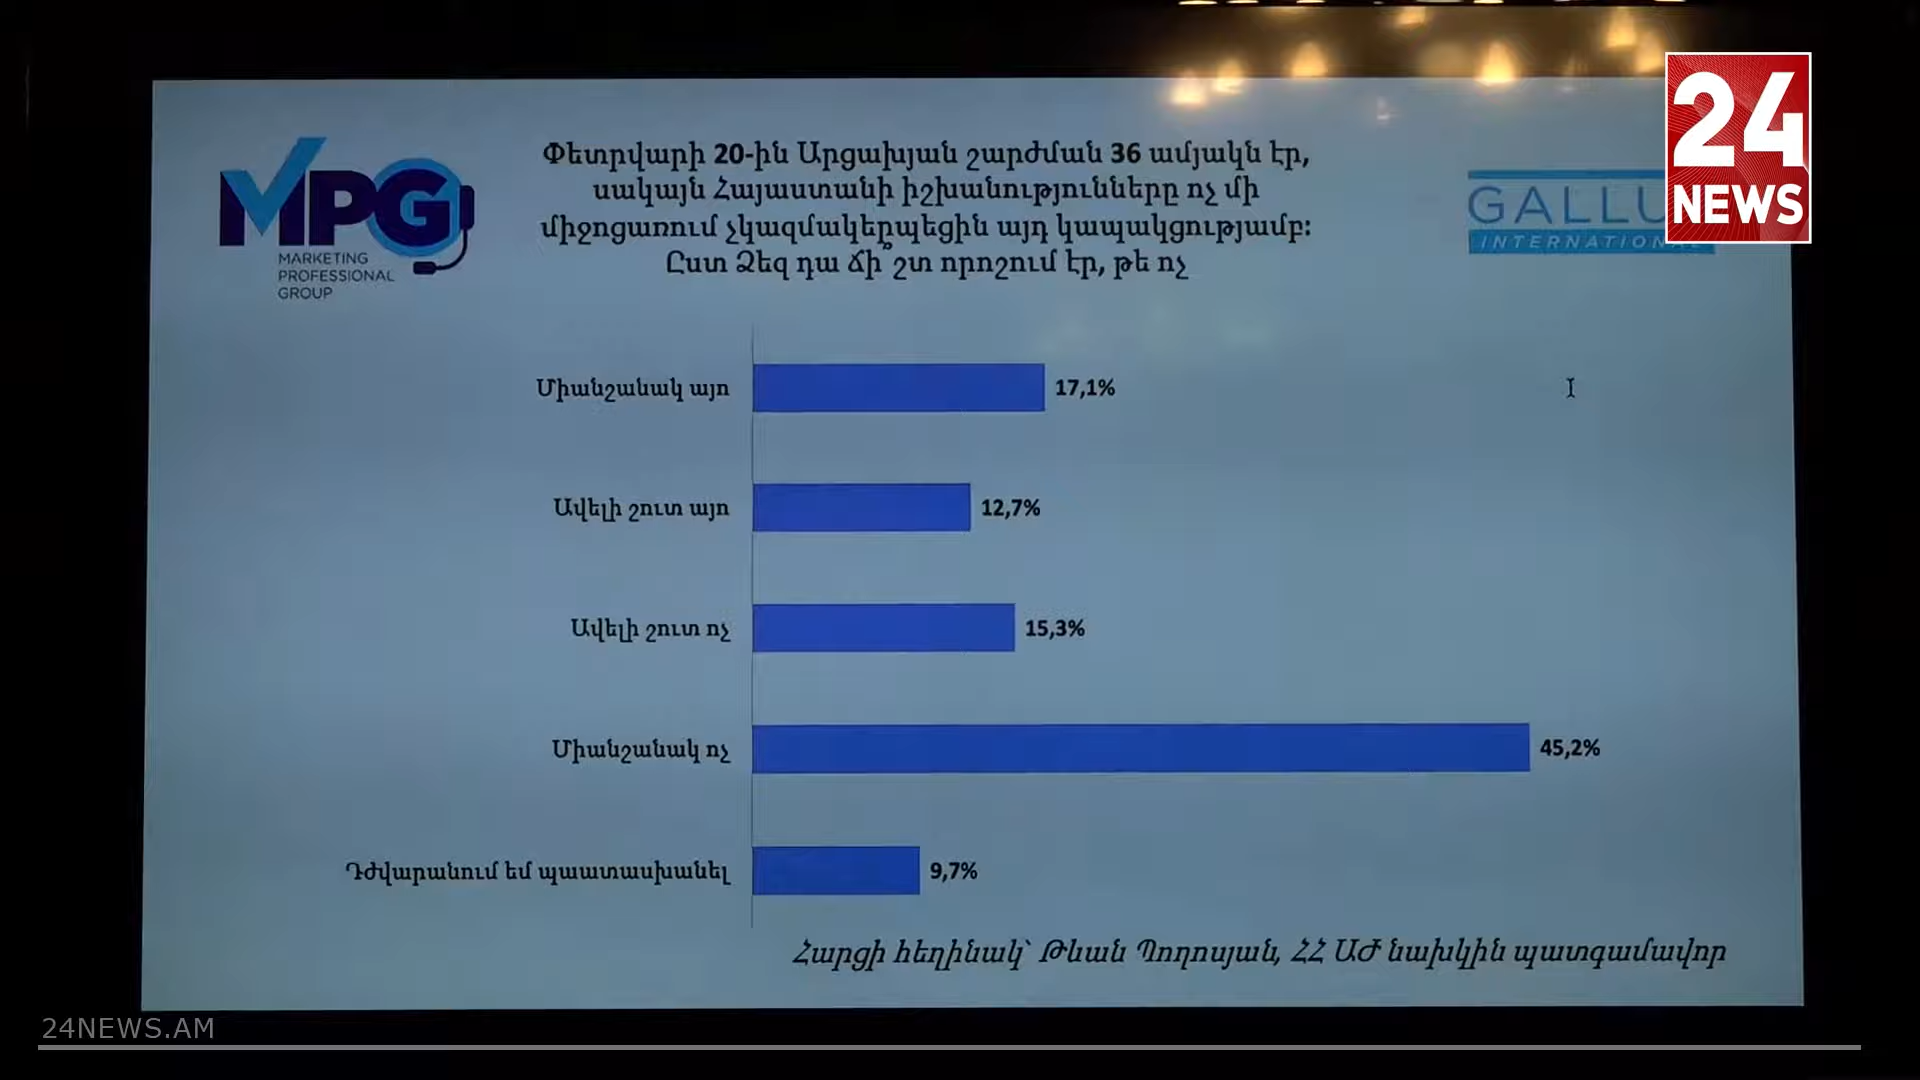 24
NEWS
MPG
MARKETING
PROFESSIONAL
GROUP
Փետրվարի 20-ին Արցախյան շարժման 36 ամյակն էր,
սակայն Հայաստանի իշխանությունները ոչ մի
միջոցառում չկազմակերպեցին այդ կապակցությամբ:
Ըստ Ձեզ դա ճի՞շտ որոշում էր, թե ոչ
Միանշանակ այո 17,1%
Ավելի շուտ այո 12,7%
Ավելի շուտ ոչ 15,3%
Միանշանակ ոչ 45,2%
Դժվարանում եմ պաատասխանել 9,7%
Հարցի հեղինակ՝ Թևան Պողոսյան, ՀՀ ԱԺ նախկին պատգամավոր
24NEWS.AM